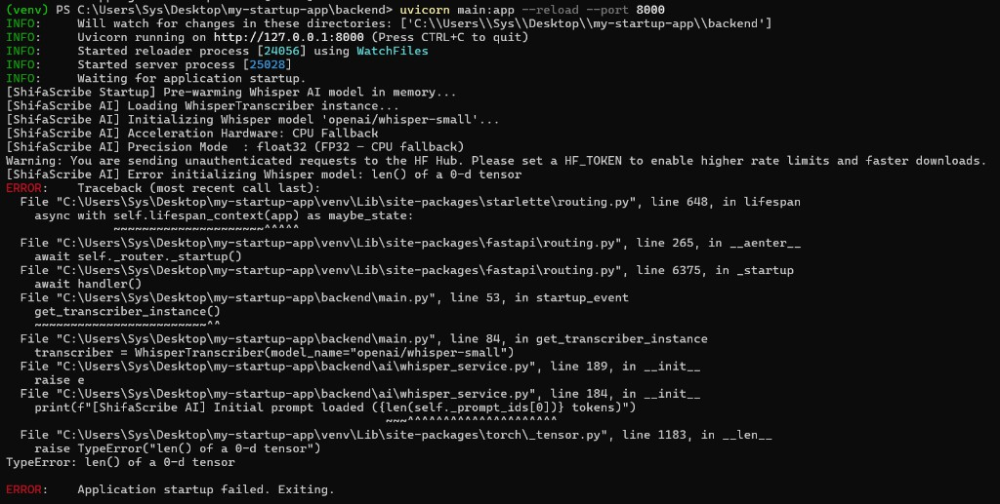 (venv) PS C:\Users\Sys\Desktop\my-startup-app\backend> uvicorn main:app --reload --port 8000
INFO:     Will watch for changes in these directories: ['C:\\Users\\Sys\\Desktop\\my-startup-app\\backend']
INFO:     Uvicorn running on http://127.0.0.1:8000 (Press CTRL+C to quit)
INFO:     Started reloader process [24056] using WatchFiles
INFO:     Started server process [25028]
INFO:     Waiting for application startup.
[ShifaScribe Startup] Pre-warming Whisper AI model in memory...
[ShifaScribe AI] Loading WhisperTranscriber instance...
[ShifaScribe AI] Initializing Whisper model 'openai/whisper-small'...
[ShifaScribe AI] Acceleration Hardware: CPU Fallback
[ShifaScribe AI] Precision Mode  : float32 (FP32 - CPU fallback)
Warning: You are sending unauthenticated requests to the HF Hub. Please set a HF_TOKEN to enable higher rate limits and faster downloads.
[ShifaScribe AI] Error initializing Whisper model: len() of a 0-d tensor
ERROR:    Traceback (most recent call last):
  File "C:\Users\Sys\Desktop\my-startup-app\venv\Lib\site-packages\starlette\routing.py", line 648, in lifespan
    async with self.lifespan_context(app) as maybe_state:
               ~~~~~~~~~~~~~~~~~~~~~^^^^^
  File "C:\Users\Sys\Desktop\my-startup-app\venv\Lib\site-packages\fastapi\routing.py", line 265, in __aenter__
    await self._router._startup()
  File "C:\Users\Sys\Desktop\my-startup-app\venv\Lib\site-packages\fastapi\routing.py", line 6375, in _startup
    await handler()
  File "C:\Users\Sys\Desktop\my-startup-app\backend\main.py", line 53, in startup_event
    get_transcriber_instance()
    ~~~~~~~~~~~~~~~~~~~~~~~~^^
  File "C:\Users\Sys\Desktop\my-startup-app\backend\main.py", line 84, in get_transcriber_instance
    transcriber = WhisperTranscriber(model_name="openai/whisper-small")
  File "C:\Users\Sys\Desktop\my-startup-app\backend\ai\whisper_service.py", line 189, in __init__
    raise e
  File "C:\Users\Sys\Desktop\my-startup-app\backend\ai\whisper_service.py", line 184, in __init__
    print(f"[ShifaScribe AI] Initial prompt loaded ({len(self._prompt_ids[0])} tokens)")
                                                     ~~~^^^^^^^^^^^^^^^^^^^^^
  File "C:\Users\Sys\Desktop\my-startup-app\venv\Lib\site-packages\torch\_tensor.py", line 1183, in __len__
    raise TypeError("len() of a 0-d tensor")
TypeError: len() of a 0-d tensor
ERROR:    Application startup failed. Exiting.